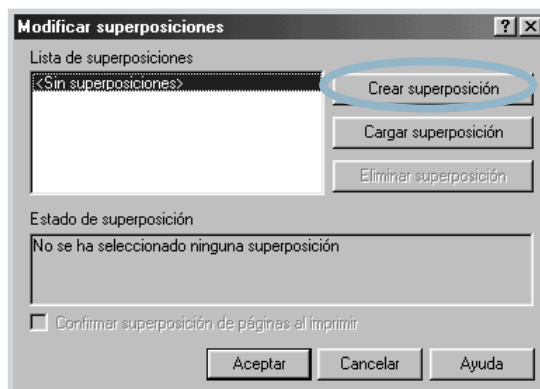 Modificar superposiciones
Lista de superposiciones
<Sin superposiciones>
Crear superposición
Cargar superposición
Eliminar superposición
Estado de superposición
No se ha seleccionado ninguna superposición
Confirmar superposición de páginas al imprimir
Aceptar
Cancelar
Ayuda